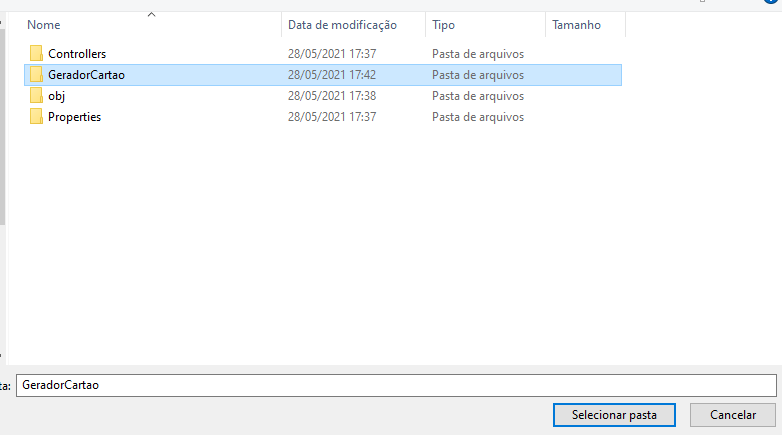 Nome Data de modificação Tipo Tamanho
Controllers 28/05/2021 17:37 Pasta de arquivos
GeradorCartao 28/05/2021 17:42 Pasta de arquivos
obj 28/05/2021 17:38 Pasta de arquivos
Properties 28/05/2021 17:37 Pasta de arquivos
ta: GeradorCartao
Selecionar pasta Cancelar